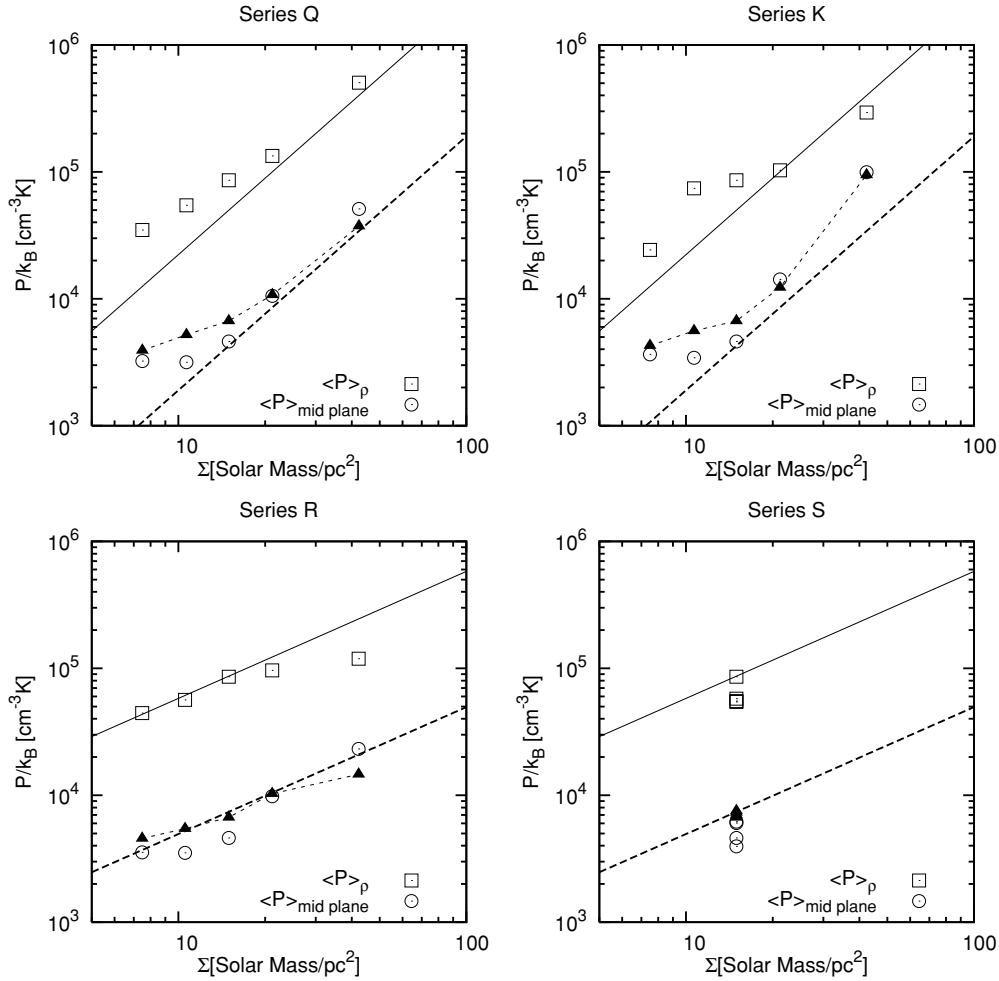 Series Q
Series K
10^6
10^5
10^4
10^3
P/k_B [cm^-3K]
<P>_ρ
<P>_mid plane
10
100
Σ[Solar Mass/pc^2]
10^6
10^5
10^4
10^3
P/k_B [cm^-3K]
<P>_ρ
<P>_mid plane
10
100
Σ[Solar Mass/pc^2]
Series R
Series S
10^6
10^5
10^4
10^3
P/k_B [cm^-3K]
<P>_ρ
<P>_mid plane
10
100
Σ[Solar Mass/pc^2]
10^6
10^5
10^4
10^3
P/k_B [cm^-3K]
<P>_ρ
<P>_mid plane
10
100
Σ[Solar Mass/pc^2]